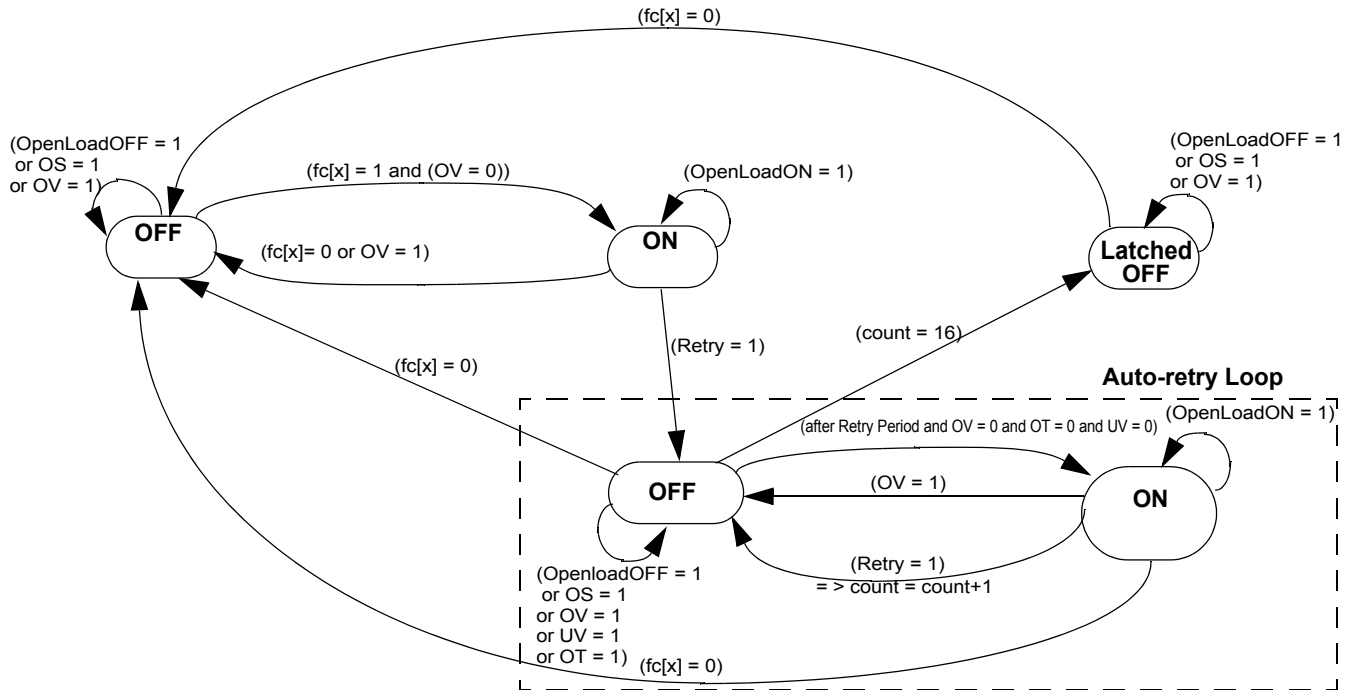 (fc[x] = 0)
(OpenLoadOFF = 1
or OS = 1
or OV = 1)
(fc[x] = 1 and (OV = 0))
(OpenLoadON = 1)
(OpenLoadOFF = 1
or OS = 1
or OV = 1)
OFF
ON
(fc[x]= 0 or OV = 1)
Latched
OFF
(Retry = 1)
(count = 16)
(fc[x] = 0)
Auto-retry Loop
(OpenLoadON = 1)
(after Retry Period and OV = 0 and OT = 0 and UV = 0)
OFF
(OV = 1)
ON
(Retry = 1)
= > count = count+1
(OpenloadOFF = 1
or OS = 1
or OV = 1
or UV = 1
or OT = 1)
(fc[x] = 0)